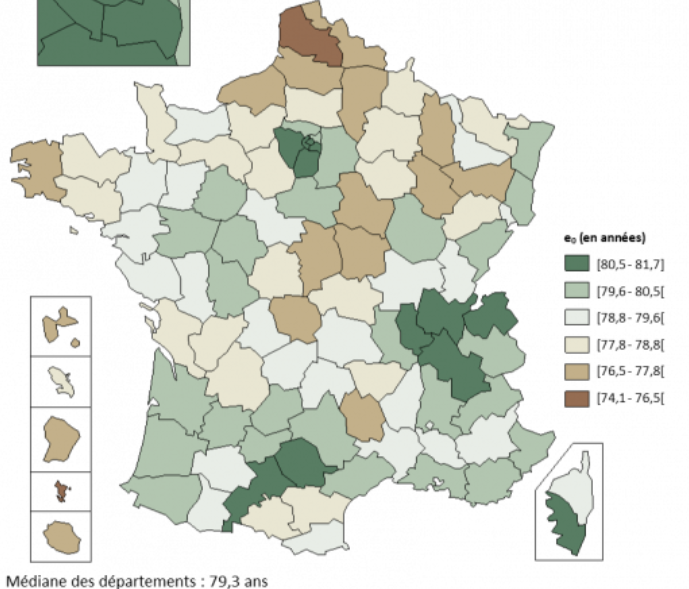 e₀ (en années)
[80,5 - 81,7]
[79,6 - 80,5[
[78,8 - 79,6[
[77,8 - 78,8[
[76,5 - 77,8[
[74,1 - 76,5[
Médiane des départements : 79,3 ans